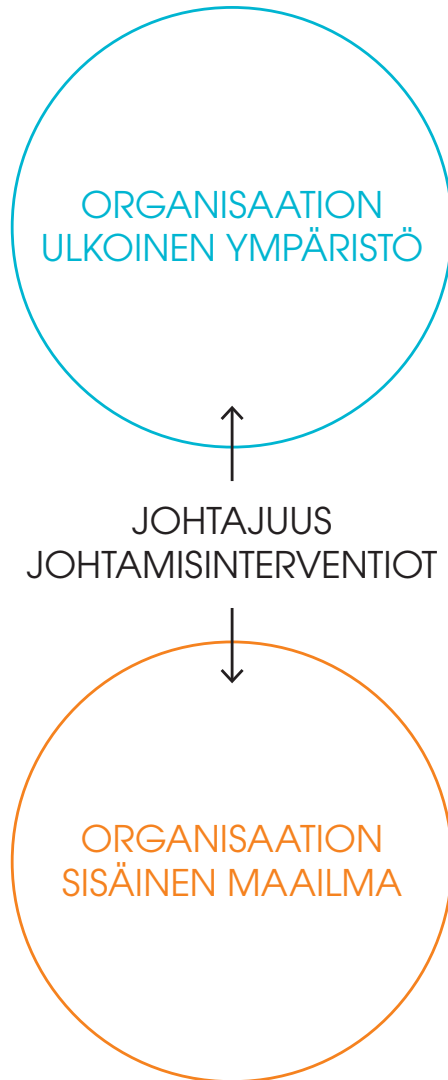 ORGANISAATION
ULKOINEN YMPÄRISTÖ
JOHTAJUUS
JOHTAMISINTERVENTIOT
ORGANISAATION
SISÄINEN MAAILMA